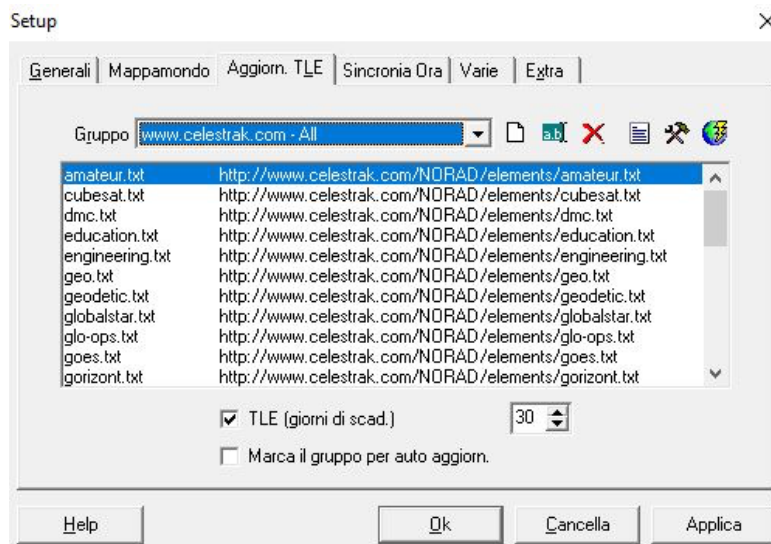 Setup
Generali Mappamondo Aggiorn. TLE Sincronia Ora Varie Extra
Gruppo www.celestrak.com - All
amateur.txt http://www.celestrak.com/NORAD/elements/amateur.txt
cubesat.txt http://www.celestrak.com/NORAD/elements/cubesat.txt
dmc.txt http://www.celestrak.com/NORAD/elements/dmc.txt
education.txt http://www.celestrak.com/NORAD/elements/education.txt
engineering.txt http://www.celestrak.com/NORAD/elements/engineering.txt
geo.txt http://www.celestrak.com/NORAD/elements/geo.txt
geodetic.txt http://www.celestrak.com/NORAD/elements/geodetic.txt
globalstar.txt http://www.celestrak.com/NORAD/elements/globalstar.txt
glo-ops.txt http://www.celestrak.com/NORAD/elements/glo-ops.txt
goes.txt http://www.celestrak.com/NORAD/elements/goes.txt
gorizont.txt http://www.celestrak.com/NORAD/elements/gorizont.txt
TLE (giorni di scad.) 30
Marca il gruppo per auto aggiorn.
Help Ok Cancella Applica